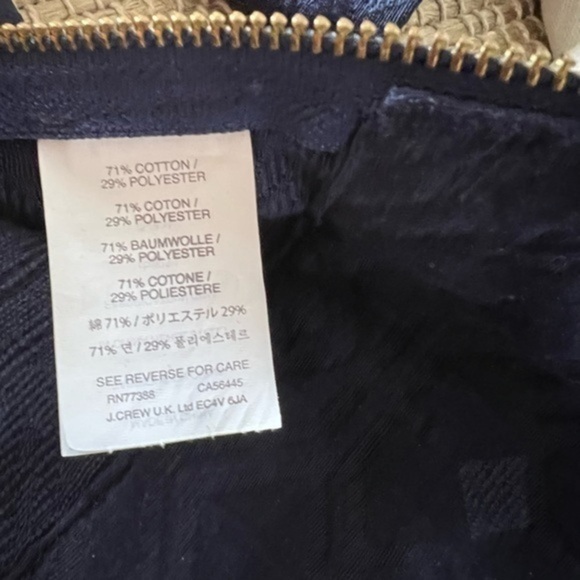 71% COTTON /
29% POLYESTER
71% COTON /
29% POLYESTER
71% BAUMWOLLE /
29% POLYESTER
71% COTONE /
29% POLIESTERE
綿 71% / ポリエステル 29%
71% 면 / 29% 폴리에스테르
SEE REVERSE FOR CARE
RN77388 CA56445
J.CREW U.K. Ltd EC4V 6JA